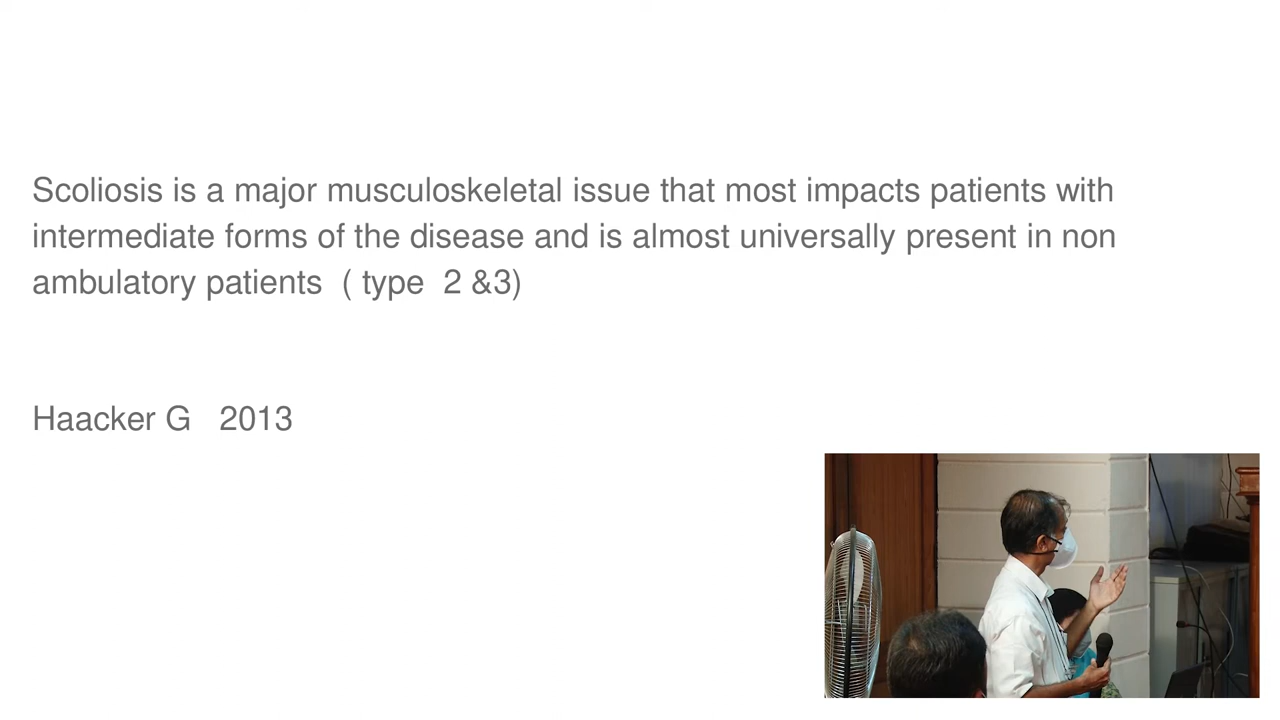 Scoliosis is a major musculoskeletal issue that most impacts patients with
intermediate forms of the disease and is almost universally present in non
ambulatory patients  ( type  2 &3)
Haacker G   2013